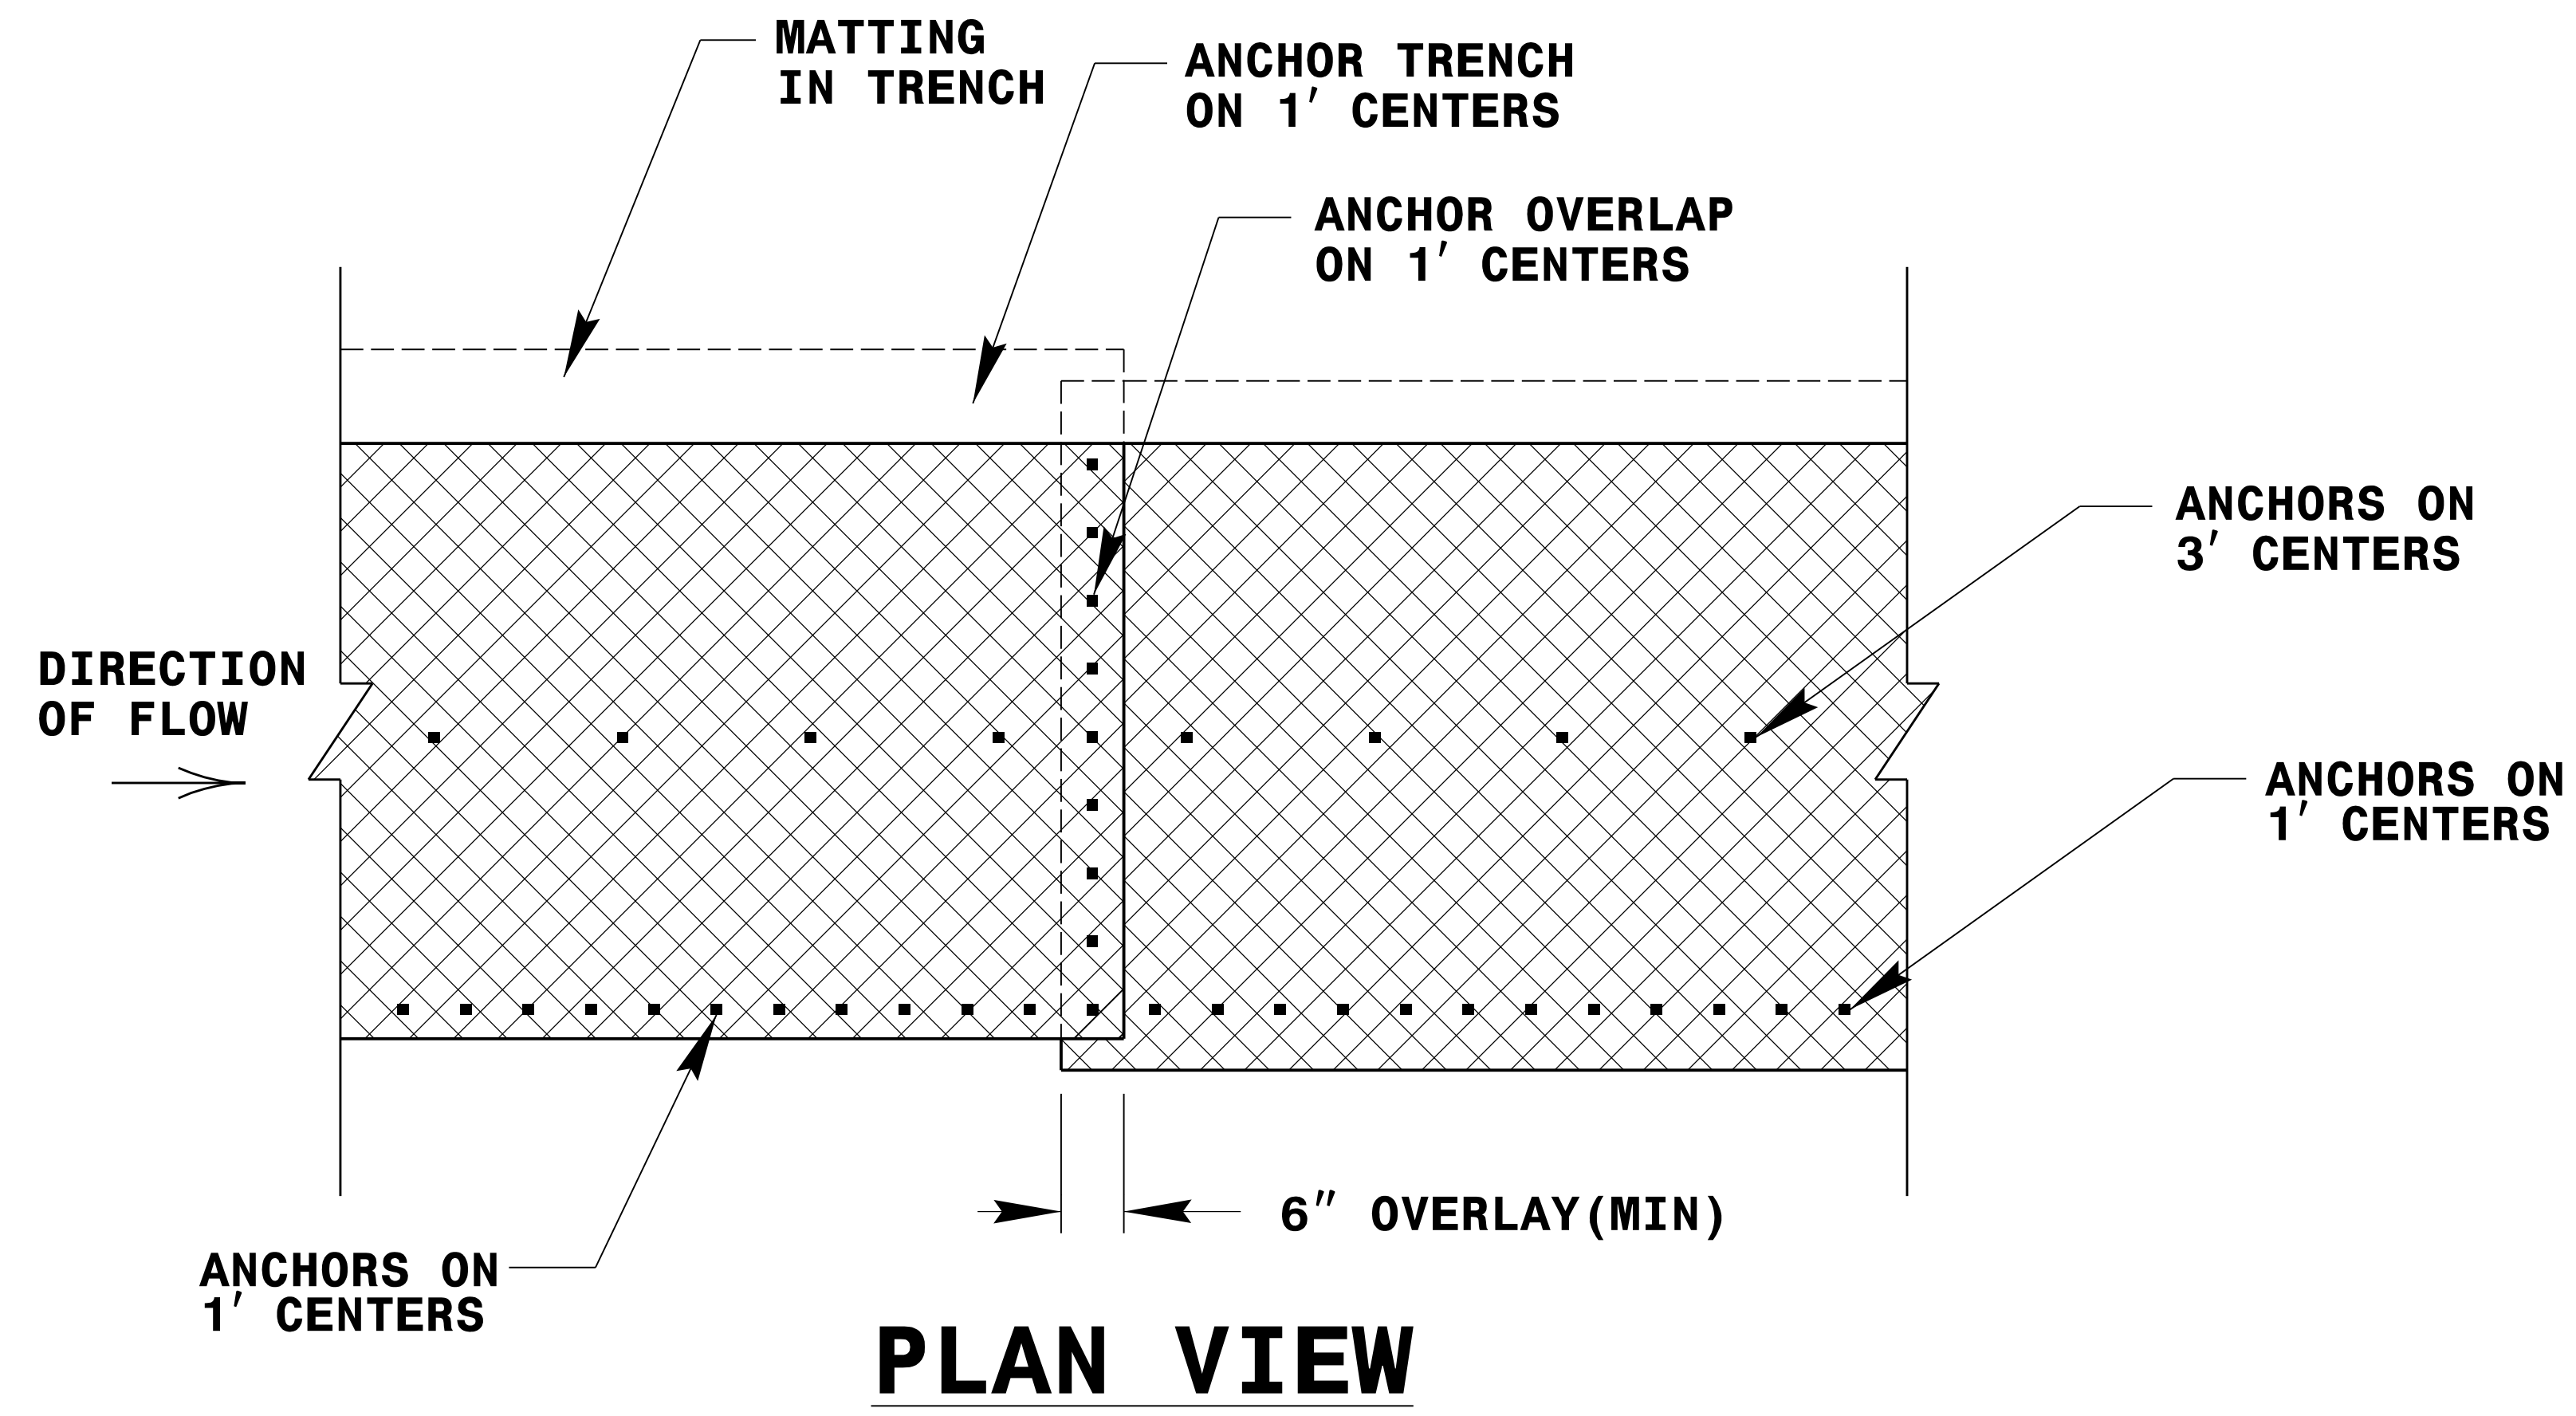 MATTING
IN TRENCH
ANCHOR TRENCH
ON 1' CENTERS
ANCHOR OVERLAP
ON 1' CENTERS
ANCHORS ON
3' CENTERS
DIRECTION
OF FLOW
ANCHORS ON
1' CENTERS
6" OVERLAY(MIN)
ANCHORS ON
1' CENTERS
PLAN VIEW